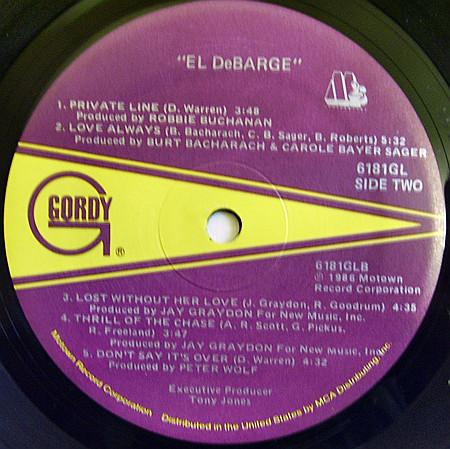 "EL DeBARGE"
1. PRIVATE LINE (D. Warren) 3:48
Produced by ROBBIE BUCHANAN
2. LOVE ALWAYS (B. Bacharach, C. B. Sager, B. Roberts) 5:32
Produced by BURT BACHARACH & CAROLE BAYER SAGER
6181GL
SIDE TWO
GORDY
®
6181GLB
℗ 1986 Motown
Record Corporation
3. LOST WITHOUT HER LOVE (J. Graydon, R. Goodrum) 4:35
Produced by JAY GRAYDON For New Music, Inc.
4. THRILL OF THE CHASE (A. R. Scott, G. Pickus,
R. Freeland) 3:47
Produced by JAY GRAYDON For New Music, Inc.
5. DON'T SAY IT'S OVER (D. Warren) 4:32
Produced by PETER WOLF
Executive Producer
Tony Jones
Motown Record Corporation Distributed in the United States by MCA Distributing Inc.